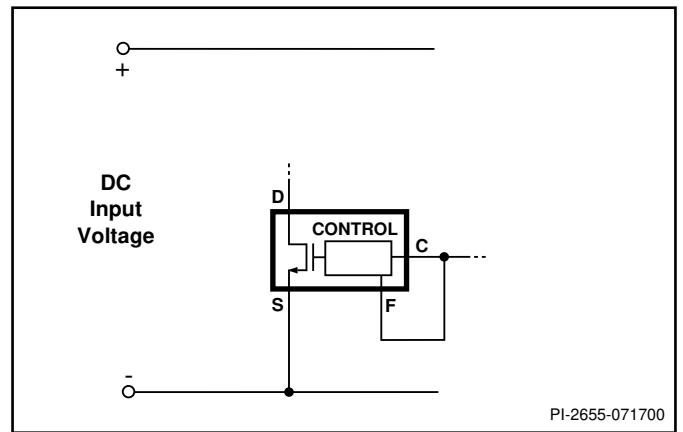 +
DC
Input
Voltage
D
CONTROL
C
S
F
-
PI-2655-071700